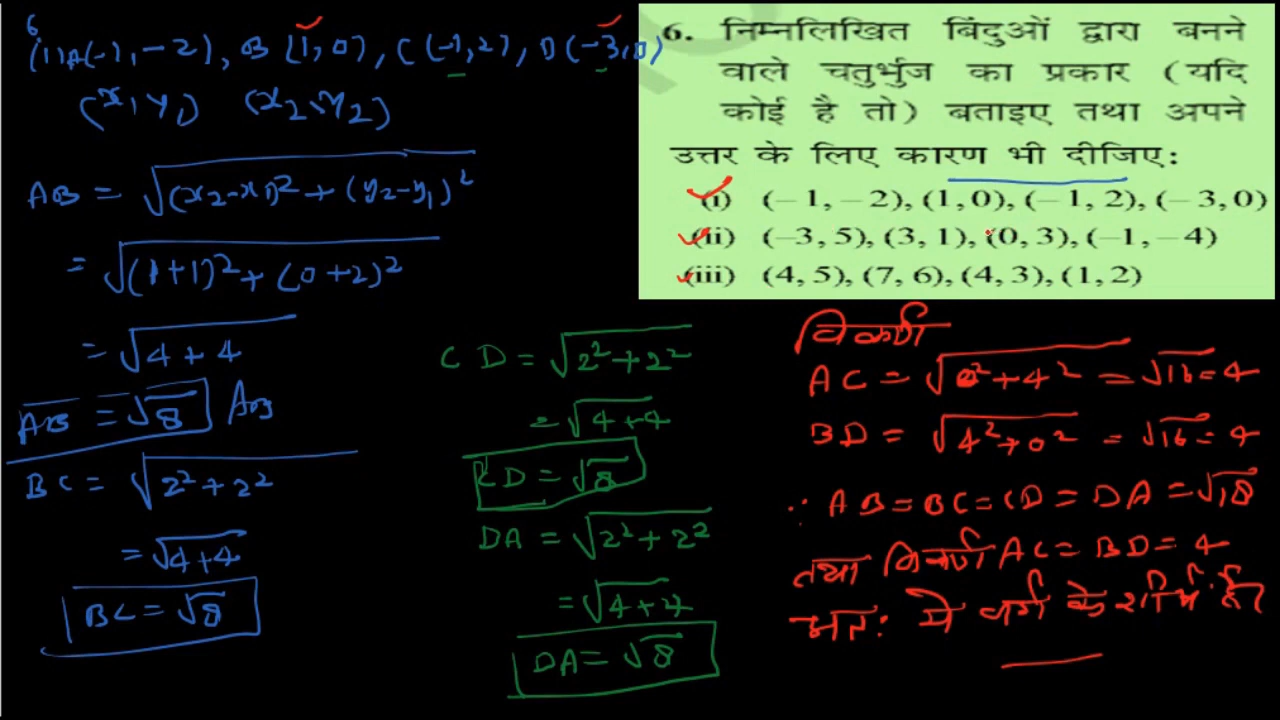 6
(i) A(-1, -2), B (1, 0), C (-1, 2), D (-3, 0)
(x, y₁) (x₂, y₂)
AB = √(x₂-x₁)² + (y₂-y₁)²
= √(1+1)² + (0+2)²
= √4 + 4
AB = √8 Ans
BC = √2² + 2²
= √4+4
BC = √8
CD = √2² + 2²
= √4+4
CD = √8
DA = √2² + 2²
= √4+4
DA = √8
6. निम्नलिखित बिंदुओं द्वारा बनने
वाले चतुर्भुज का प्रकार (यदि
कोई है तो) बताइए तथा अपने
उत्तर के लिए कारण भी दीजिए:
(i) (– 1, – 2), (1, 0), (– 1, 2), (– 3, 0)
(ii) (–3, 5), (3, 1), (0, 3), (–1, – 4)
(iii) (4, 5), (7, 6), (4, 3), (1, 2)
विकर्ण
AC = √0²+4² = √16 = 4
BD = √4²+0² = √16 = 4
∵ AB = BC = CD = DA = √8
तथा विकर्ण AC = BD = 4
अतः ये वर्ग के शीर्ष है।